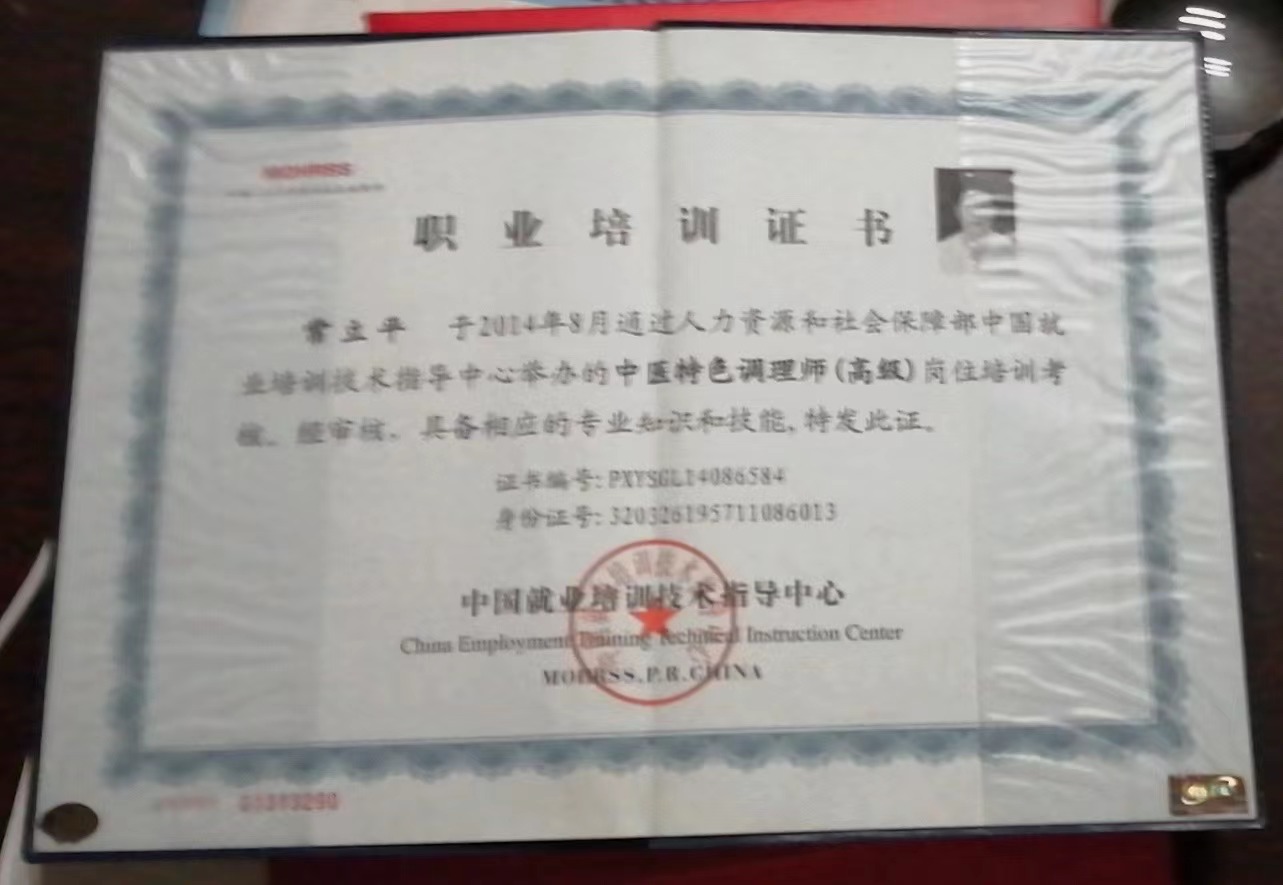 MOHRSS
职业培训证书
常立平 于2014年8月通过人力资源和社会保障部中国就
业培训技术指导中心举办的中医特色调理师(高级)岗位培训考
核。经审核，具备相应的专业知识和技能,特发此证。
证书编号:PXYSGL14086584
身份证号:320326195711086013
中国就业培训技术指导中心
China Employment Training Technical Instruction Center
MOHRSS.P.R.CHINA